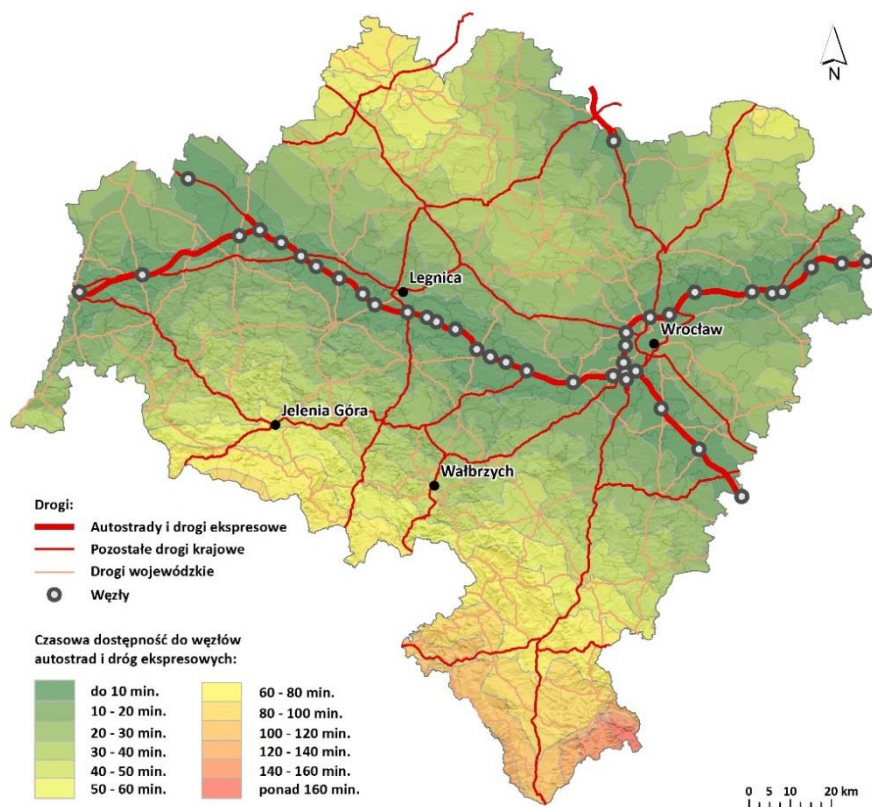 N
Legnica
Wrocław
Jelenia Góra
Wałbrzych
Drogi:
Autostrady i drogi ekspresowe
Pozostałe drogi krajowe
Drogi wojewódzkie
Węzły
Czasowa dostępność do węzłów
autostrad i dróg ekspresowych:
do 10 min.
10 - 20 min.
20 - 30 min.
30 - 40 min.
40 - 50 min.
50 - 60 min.
60 - 80 min.
80 - 100 min.
100 - 120 min.
120 - 140 min.
140 - 160 min.
ponad 160 min.
0 5 10 20 km